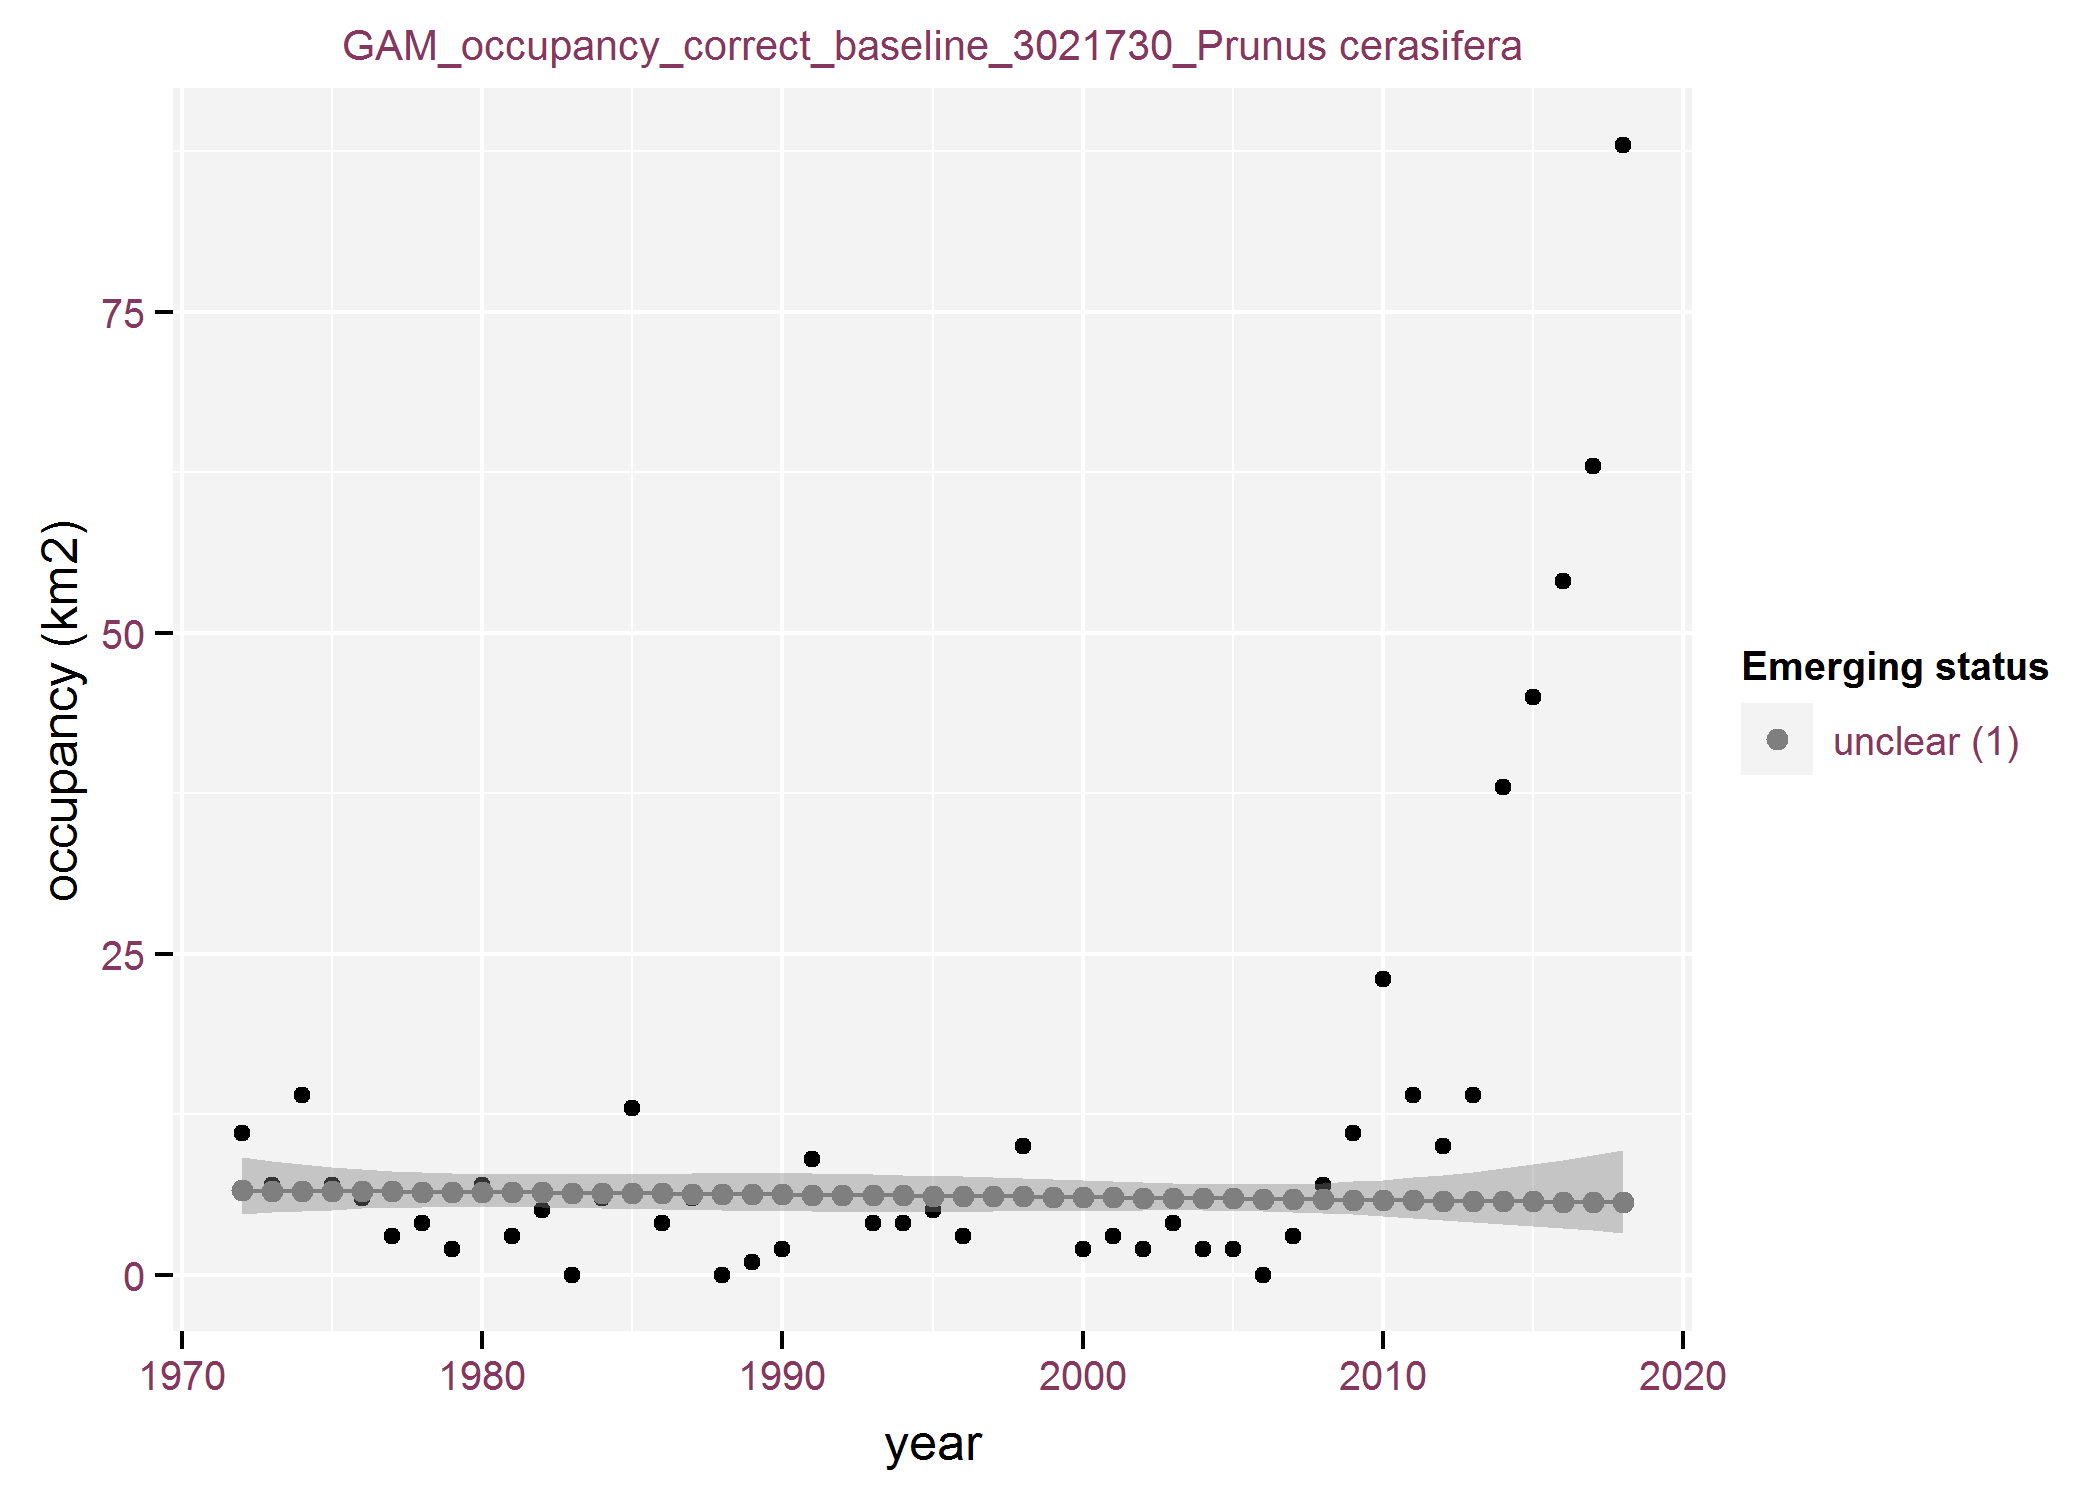 GAM_occupancy_correct_baseline_3021730_Prunus cerasifera
occupancy (km2)
75
50
25
0
1970 1980 1990 2000 2010 2020
year
Emerging status
unclear (1)